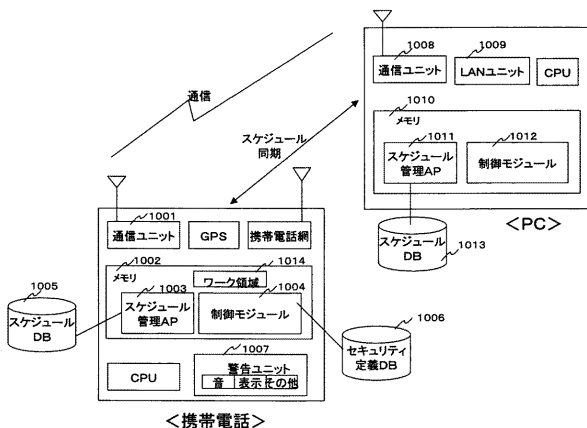 1008
1009
通信ユニット
LANユニット
CPU
通信
1010
メモリ
1011
1012
スケジュール
管理AP
制御モジュール
スケジュール
同期
<PC>
スケジュール
DB
1013
1001
通信ユニット
GPS
携帯電話網
1002
メモリ
1014
ワーク領域
1003
1004
スケジュール
管理AP
制御モジュール
1005
スケジュール
DB
1006
セキュリティ
定義DB
1007
CPU
警告ユニット
音
表示
その他
<携帯電話>